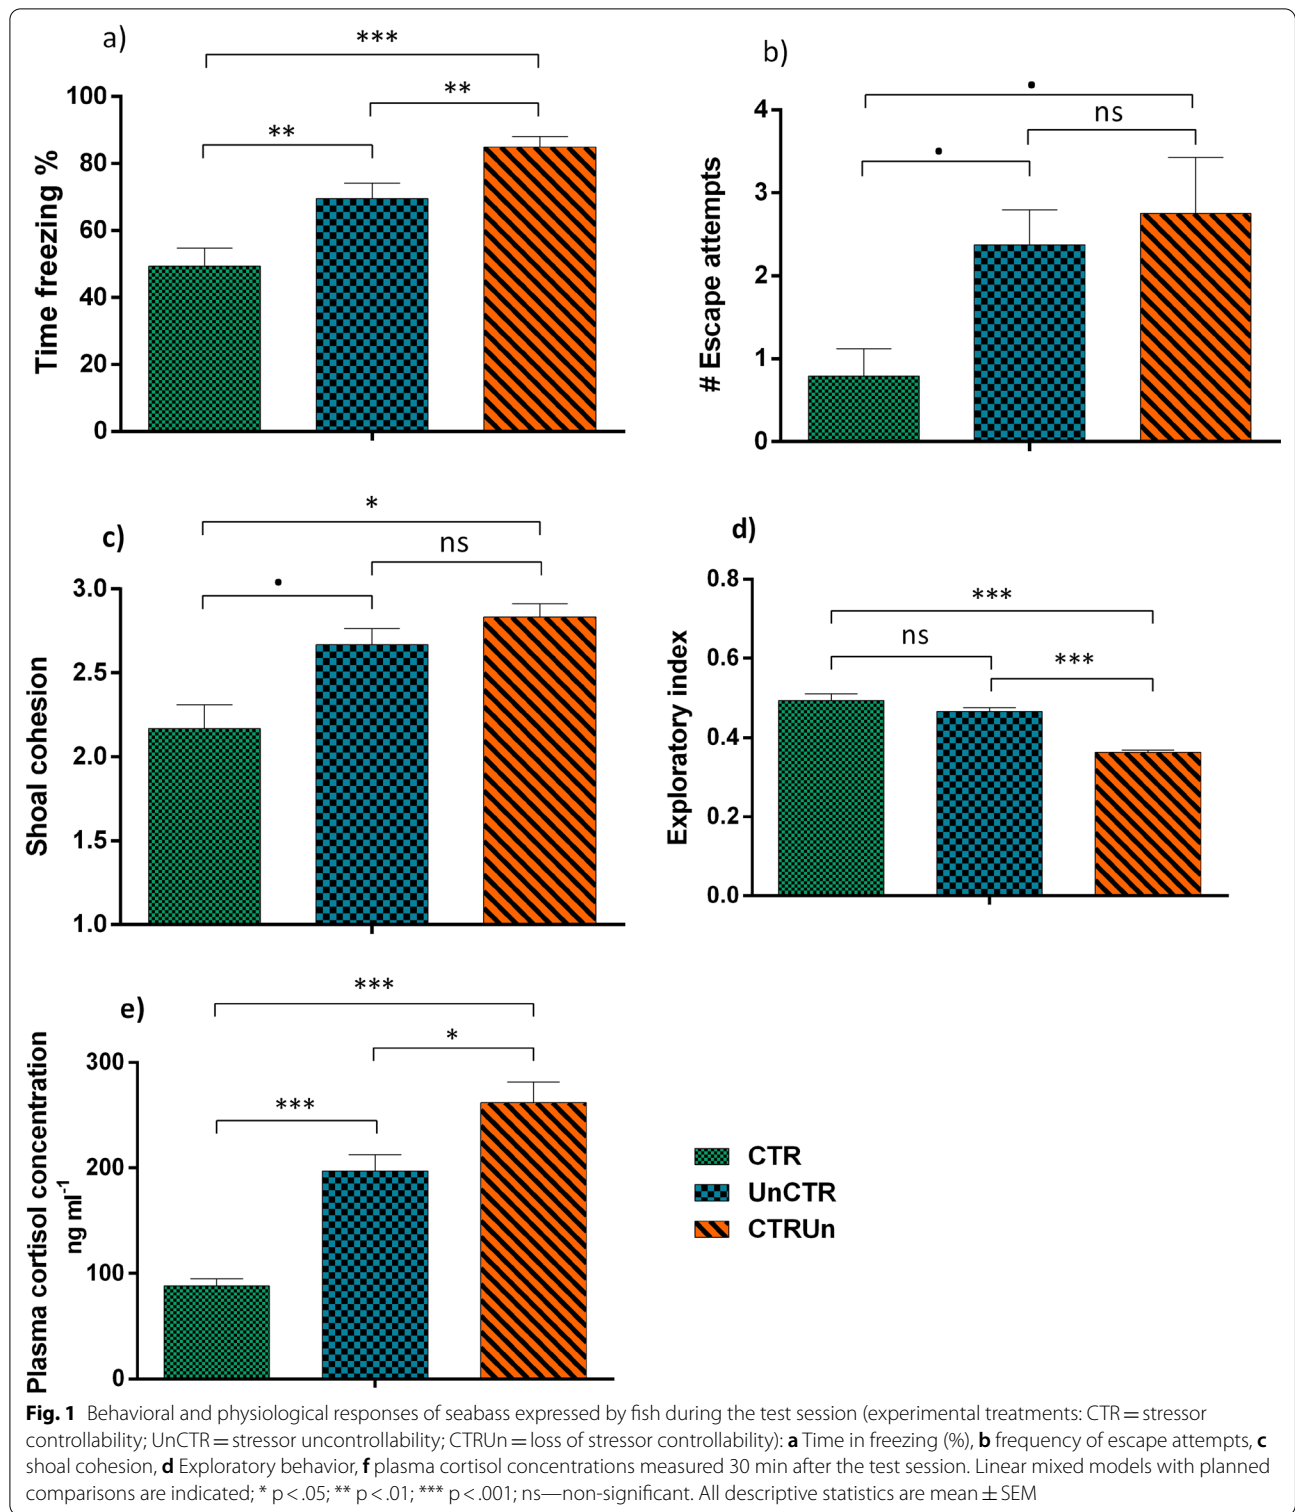 a)
***
**
**
Time freezing %
100
80
60
40
20
0
b)
▪
ns
▪
# Escape attempts
4
3
2
1
0
c)
*
ns
▪
Shoal cohesion
3.0
2.5
2.0
1.5
1.0
d)
***
ns
***
Exploratory index
0.8
0.6
0.4
0.2
0.0
e)
***
*
***
Plasma cortisol concentration
ng ml⁻¹
300
200
100
0
CTR
UnCTR
CTRUn
Fig. 1 Behavioral and physiological responses of seabass expressed by fish during the test session (experimental treatments: CTR = stressor
controllability; UnCTR = stressor uncontrollability; CTRUn = loss of stressor controllability): a Time in freezing (%), b frequency of escape attempts, c
shoal cohesion, d Exploratory behavior, f plasma cortisol concentrations measured 30 min after the test session. Linear mixed models with planned
comparisons are indicated; * p < .05; ** p < .01; *** p < .001; ns—non-significant. All descriptive statistics are mean ± SEM